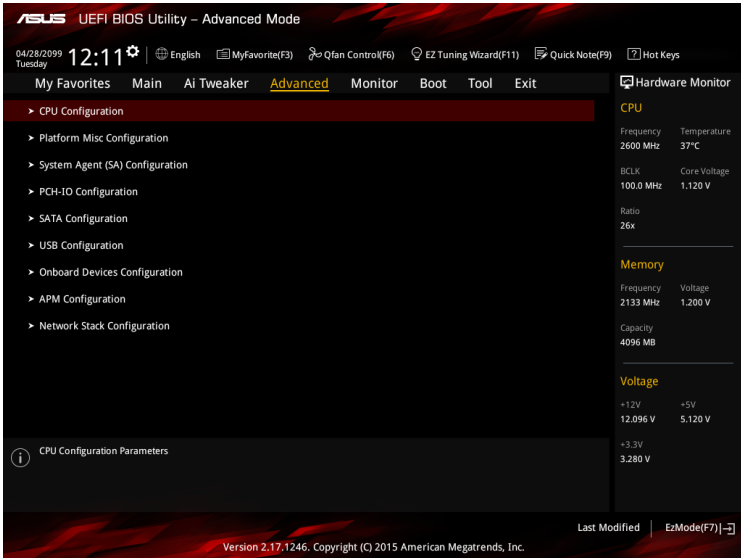 ASUS UEFI BIOS Utility – Advanced Mode
04/28/2099
Tuesday
12:11
English MyFavorite(F3) Qfan Control(F6) EZ Tuning Wizard(F11) Quick Note(F9) ? Hot Keys
My Favorites Main Ai Tweaker Advanced Monitor Boot Tool Exit
Hardware Monitor
CPU Configuration
Platform Misc Configuration
System Agent (SA) Configuration
PCH-IO Configuration
SATA Configuration
USB Configuration
Onboard Devices Configuration
APM Configuration
Network Stack Configuration
CPU Configuration Parameters
CPU
Frequency Temperature
2600 MHz 37°C
BCLK Core Voltage
100.0 MHz 1.120 V
Ratio
26x
Memory
Frequency Voltage
2133 MHz 1.200 V
Capacity
4096 MB
Voltage
+12V +5V
12.096 V 5.120 V
+3.3V
3.280 V
Last Modified EzMode(F7)
Version 2.17.1246. Copyright (C) 2015 American Megatrends, Inc.